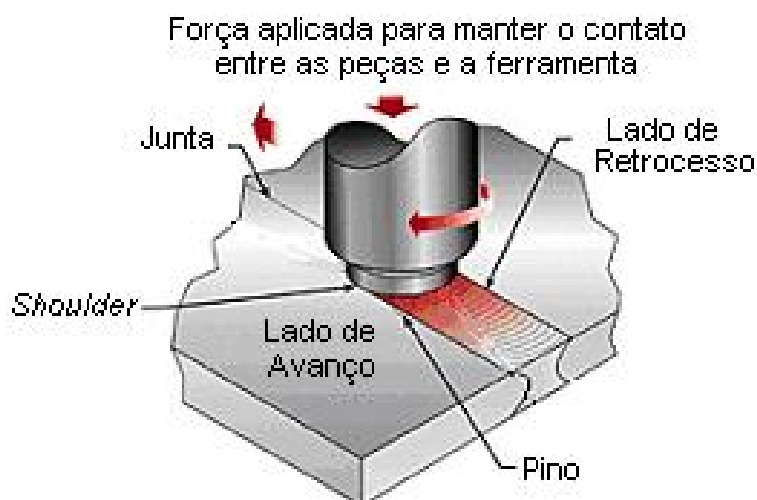 Força aplicada para manter o contato
entre as peças e a ferramenta
Junta
Lado de
Retrocesso
Shoulder
Lado de
Avanço
Pino